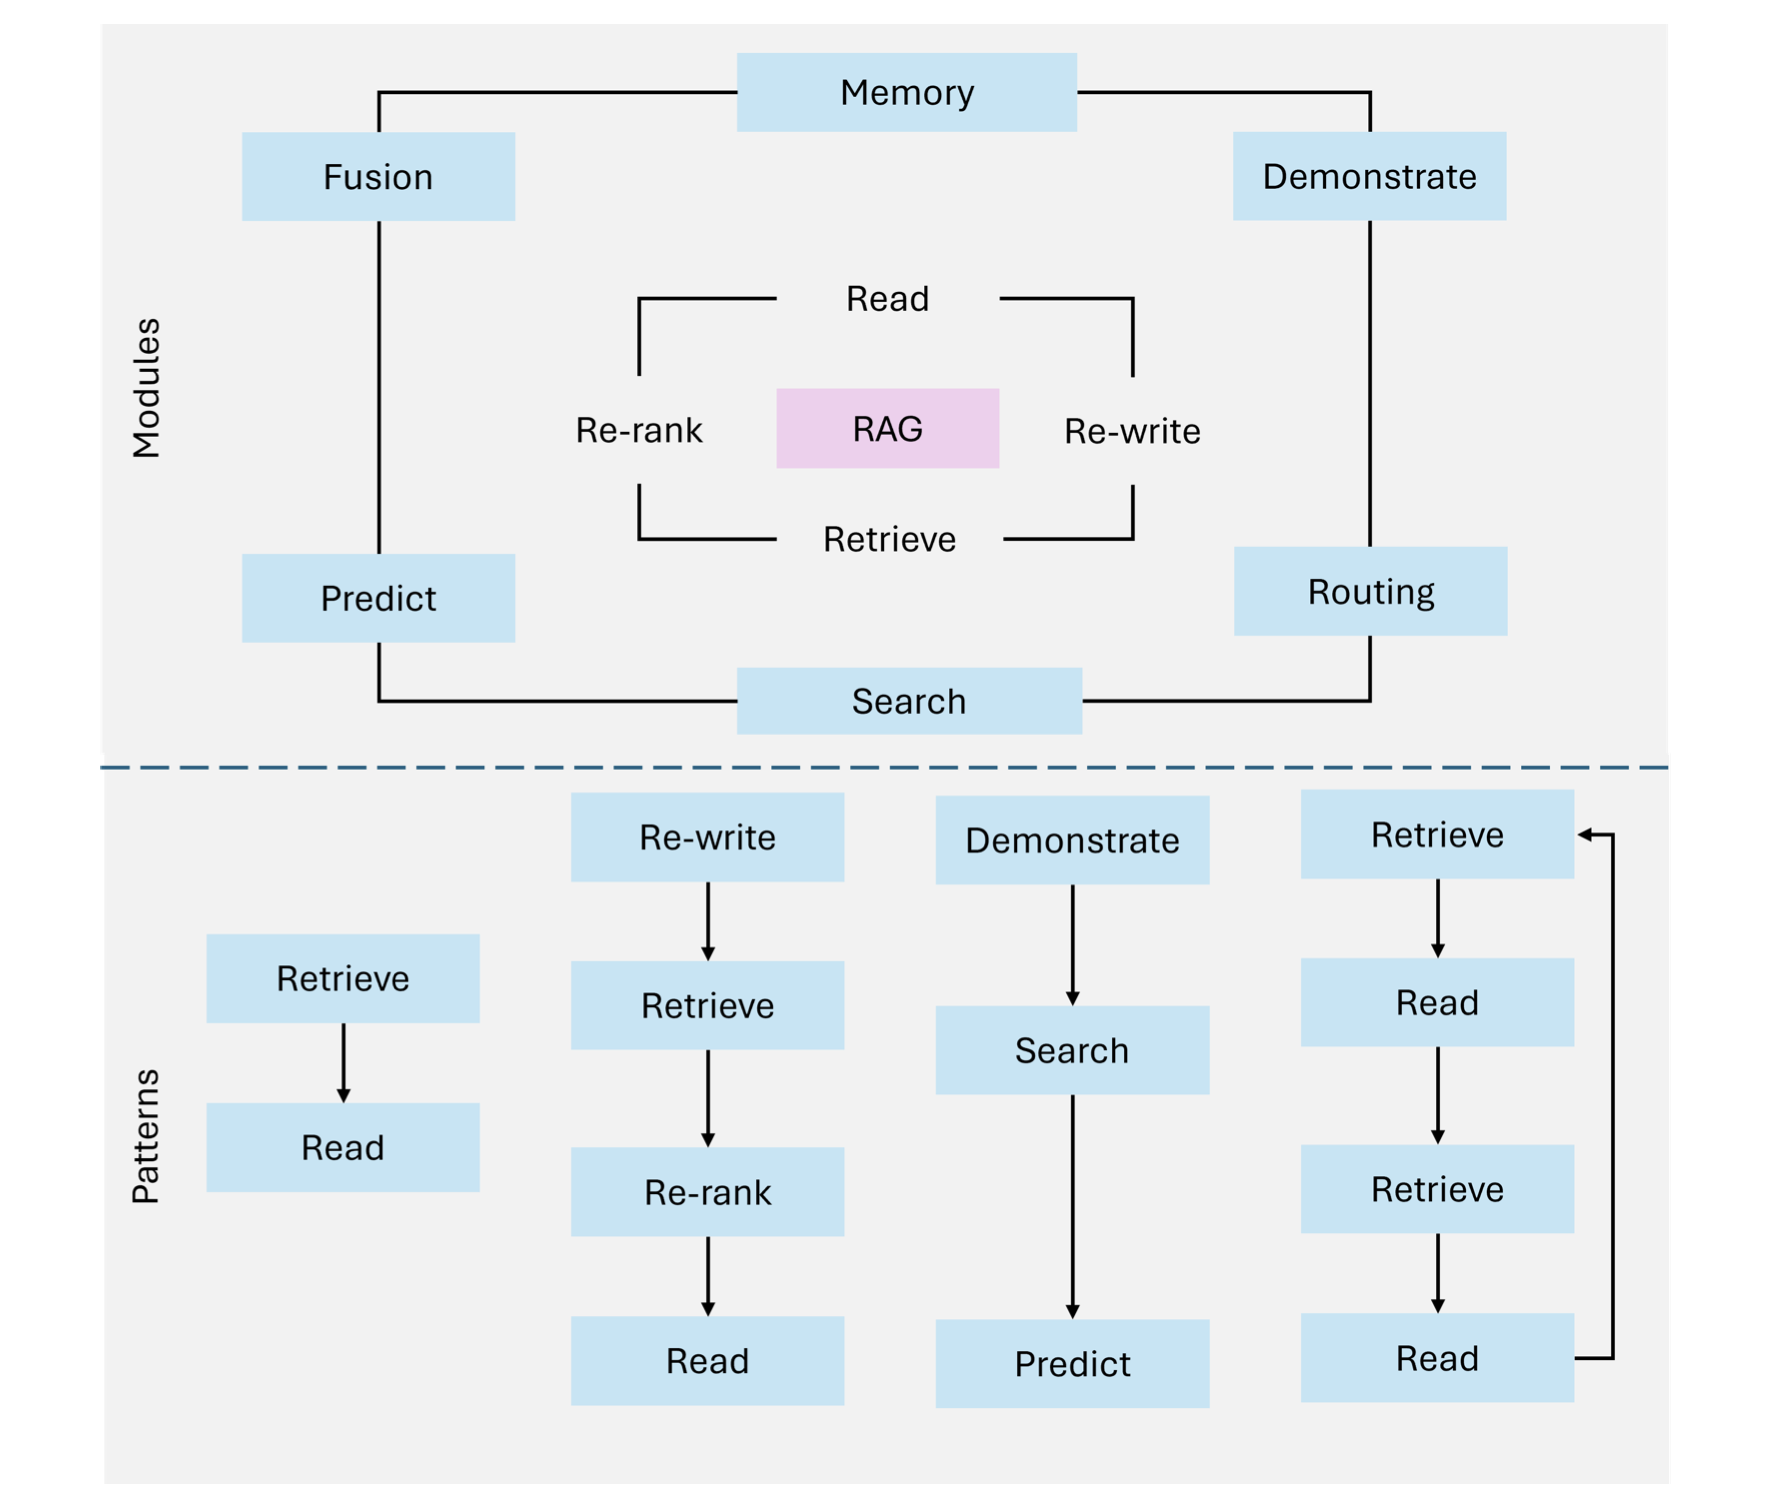 Modules
Memory
Fusion
Demonstrate
Read
Re-rank
RAG
Re-write
Retrieve
Predict
Routing
Search
Patterns
Retrieve
Read
Re-write
Retrieve
Re-rank
Read
Demonstrate
Search
Predict
Retrieve
Read
Retrieve
Read